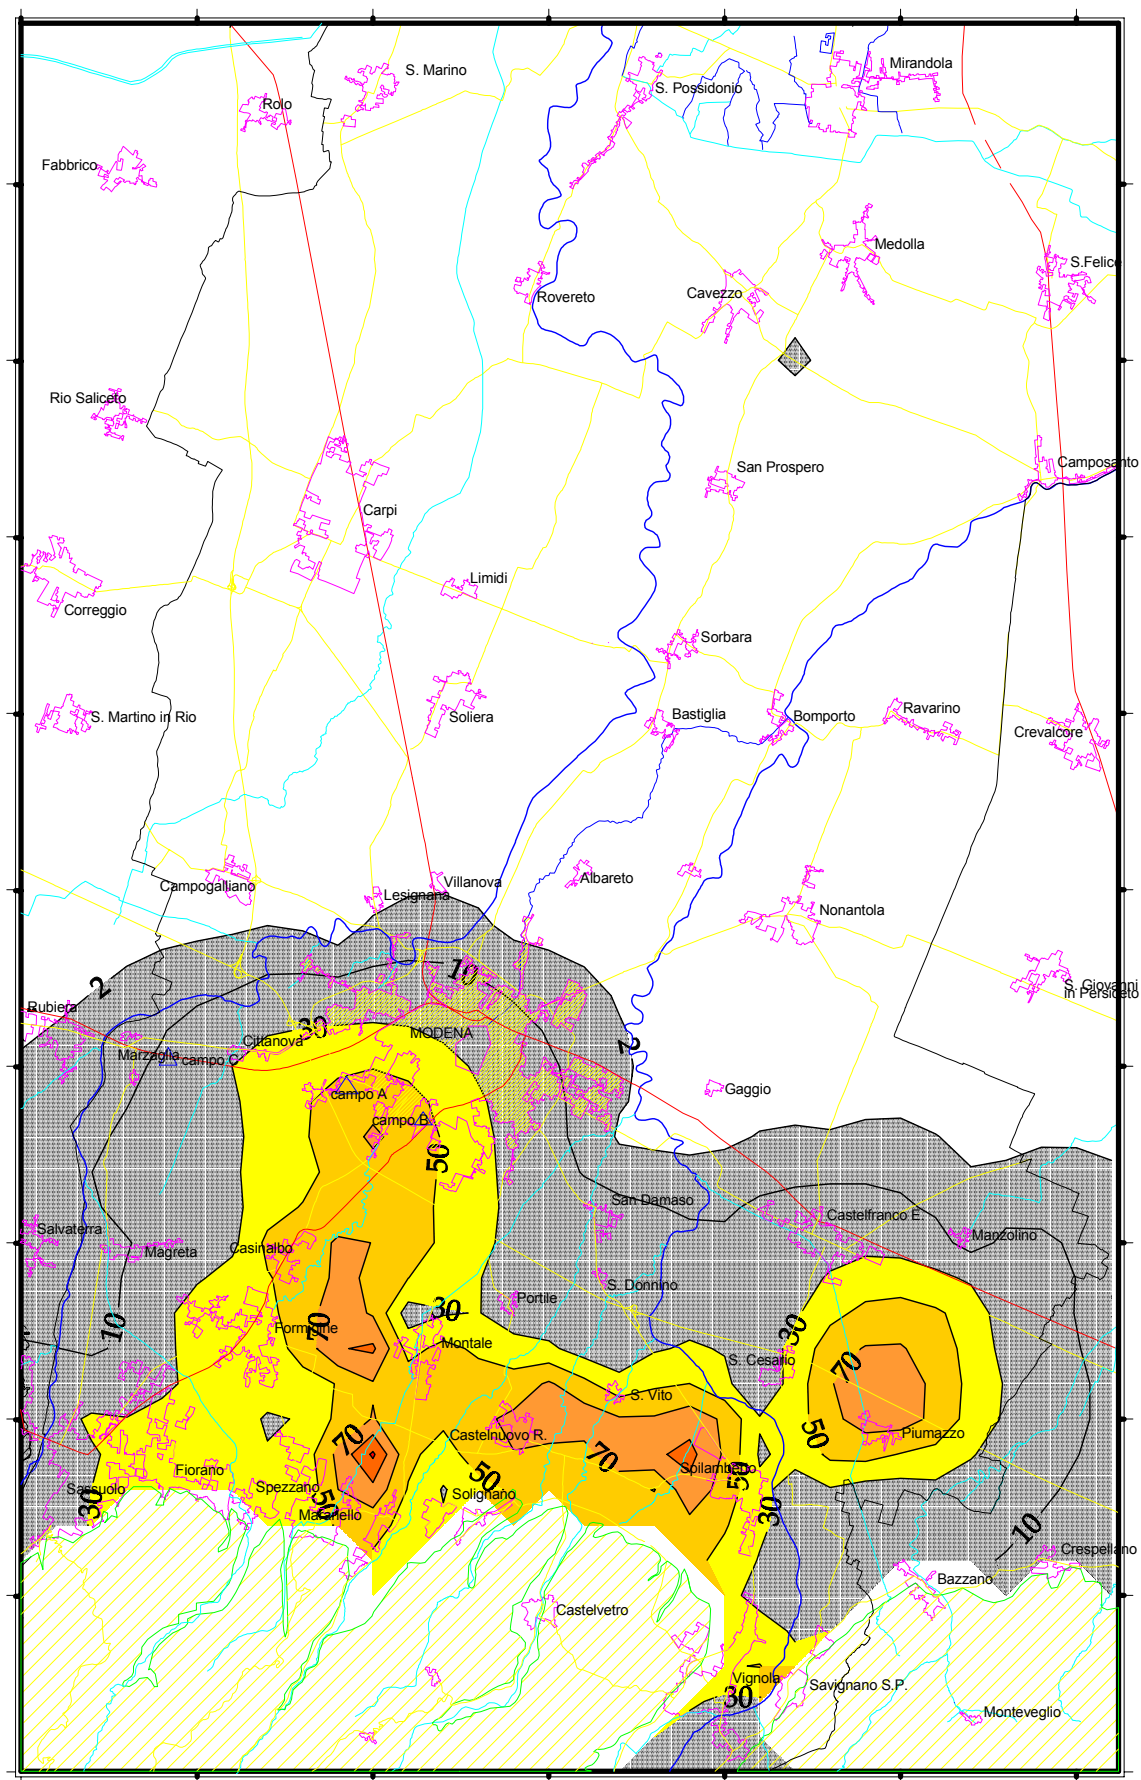 S. Marino
Mirandola
S. Possidonio
Rolo
Fabbrico
Medolla
S.Felice
Rovereto
Cavezzo
Rio Saliceto
San Prospero
Camposanto
Carpi
Limidi
Correggio
Sorbara
S. Martino in Rio
Soliera
Bastiglia
Bomporto
Ravarino
Crevalcore
Campogalliano
Lesignana
Villanova
Albareto
Nonantola
2
10
S. Giovanni
in Persiceto
Rubiera
30
MODENA
Cittanova
2
Marzaglia
campo C
campo A
campo B
Gaggio
50
San Damaso
Castelfranco E.
Salvaterra
Magreta
Casinalbo
Manzolino
S. Donnino
Portile
30
10
70
Formigine
Montale
30
S. Cesario
70
S. Vito
70
Castelnuovo R.
50
Piumazzo
70
Fiorano
Spilamberto
50
Sassuolo
Spezzano
50
Solignano
50
30
Maranello
30
10
Crespellano
Bazzano
Castelvetro
Vignola
30
Savignano S.P.
Monteveglio